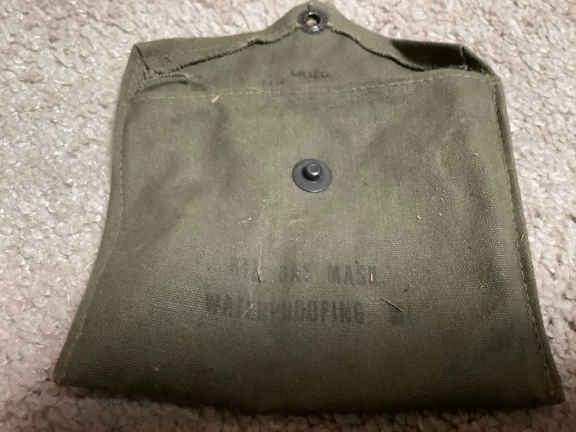 KIT GAS MASK
WATERPROOFING